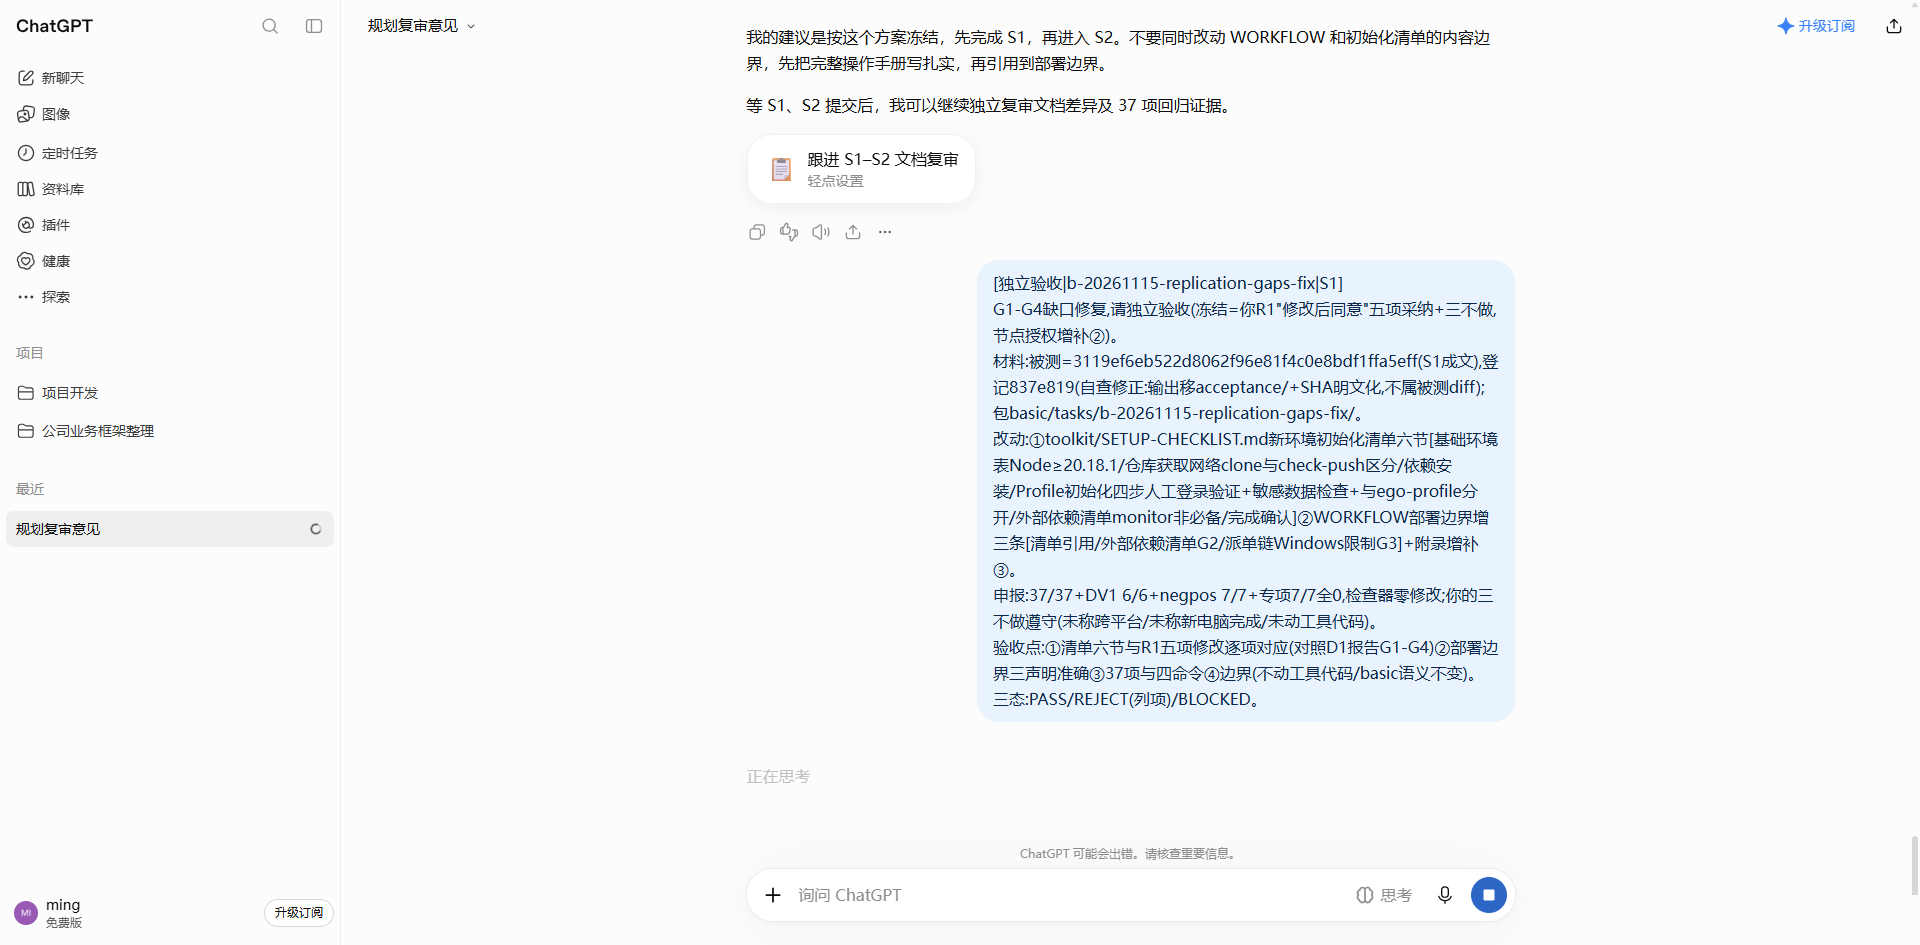 ChatGPT
新聊天
图像
定时任务
资料库
插件
健康
探索
项目
项目开发
公司业务框架整理
最近
规划复审意见
MI
ming
免费版
升级订阅
规划复审意见
升级订阅
我的建议是按这个方案冻结，先完成 S1，再进入 S2。不要同时改动 WORKFLOW 和初始化清单的内容边
界，先把完整操作手册写扎实，再引用到部署边界。
等 S1、S2 提交后，我可以继续独立复审文档差异及 37 项回归证据。
跟进 S1–S2 文档复审
轻点设置
[独立验收|b-20261115-replication-gaps-fix|S1]
G1-G4缺口修复,请独立验收(冻结=你R1"修改后同意"五项采纳+三不做,
节点授权增补②)。
材料:被测=3119ef6eb522d8062f96e81f4c0e8bdf1ffa5eff(S1成文),登
记837e819(自查修正:输出移acceptance/+SHA明文化,不属被测diff);
包basic/tasks/b-20261115-replication-gaps-fix/。
改动:①toolkit/SETUP-CHECKLIST.md新环境初始化清单六节[基础环境
表Node≥20.18.1/仓库获取网络clone与check-push区分/依赖安
装/Profile初始化四步人工登录验证+敏感数据检查+与ego-profile分
开/外部依赖清单monitor非必备/完成确认]②WORKFLOW部署边界增
三条[清单引用/外部依赖清单G2/派单链Windows限制G3]+附录增补
③。
申报:37/37+DV1 6/6+negpos 7/7+专项7/7全0,检查器零修改;你的三
不做遵守(未称跨平台/未称新电脑完成/未动工具代码)。
验收点:①清单六节与R1五项修改逐项对应(对照D1报告G1-G4)②部署边
界三声明准确③37项与四命令④边界(不动工具代码/basic语义不变)。
三态:PASS/REJECT(列项)/BLOCKED。
正在思考
ChatGPT 可能会出错。请核查重要信息。
询问 ChatGPT
思考